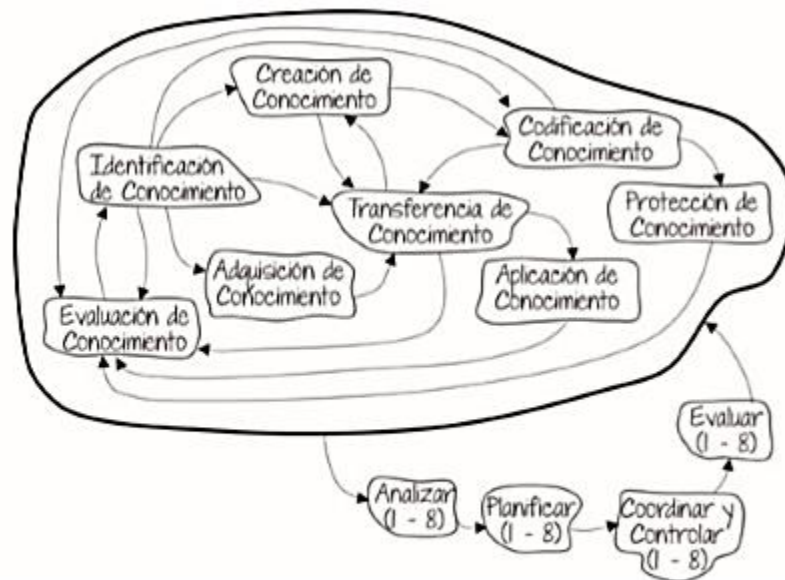 Creación de
Conocimiento
Codificación de
Conocimiento
Identificación
de Conocimiento
Transferencia de
Conocimiento
Protección de
Conocimiento
Adquisición de
Conocimiento
Aplicación de
Conocimiento
Evaluación de
Conocimiento
Evaluar
(1 - 8)
Analizar
(1 - 8)
Planificar
(1 - 8)
Coordinar y
Controlar
(1 - 8)